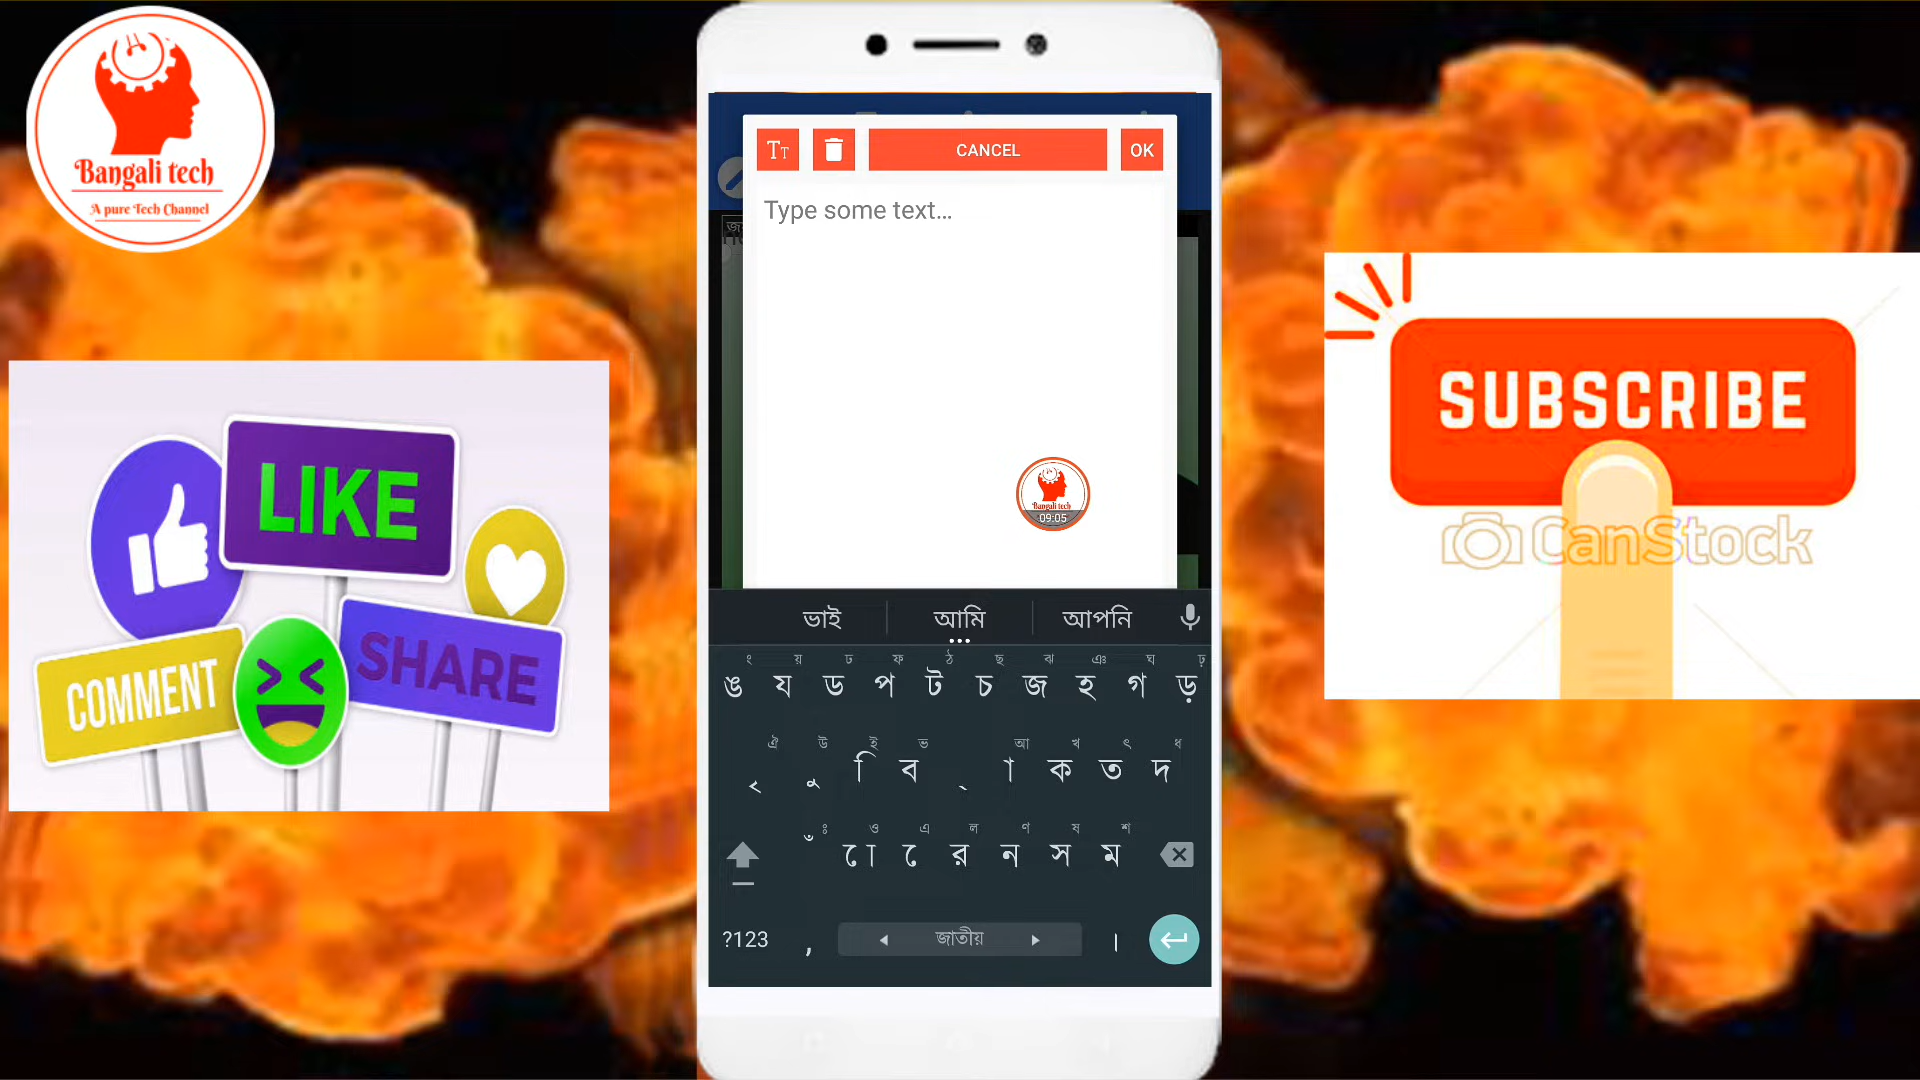 Bangali tech
A pure Tech Channel
LIKE
COMMENT
SHARE
Tт
CANCEL
OK
Type some text...
Bangali tech
09:05
ভাই আমি আপনি
ং য় ঢ ফ ঠ ছ ঝ ঞ ঘ ঢ়
ঙ য ড প ট চ জ হ গ ড়
ঐ ঊ ঈ ভ আ খ ৎ ধ
ৃ ু ি ব ্ া ক ত দ
ঃ ও এ ল ণ ষ শ
ঁ ো ে র ন স ম
?123 , জাতীয় ।
SUBSCRIBE
CanStock